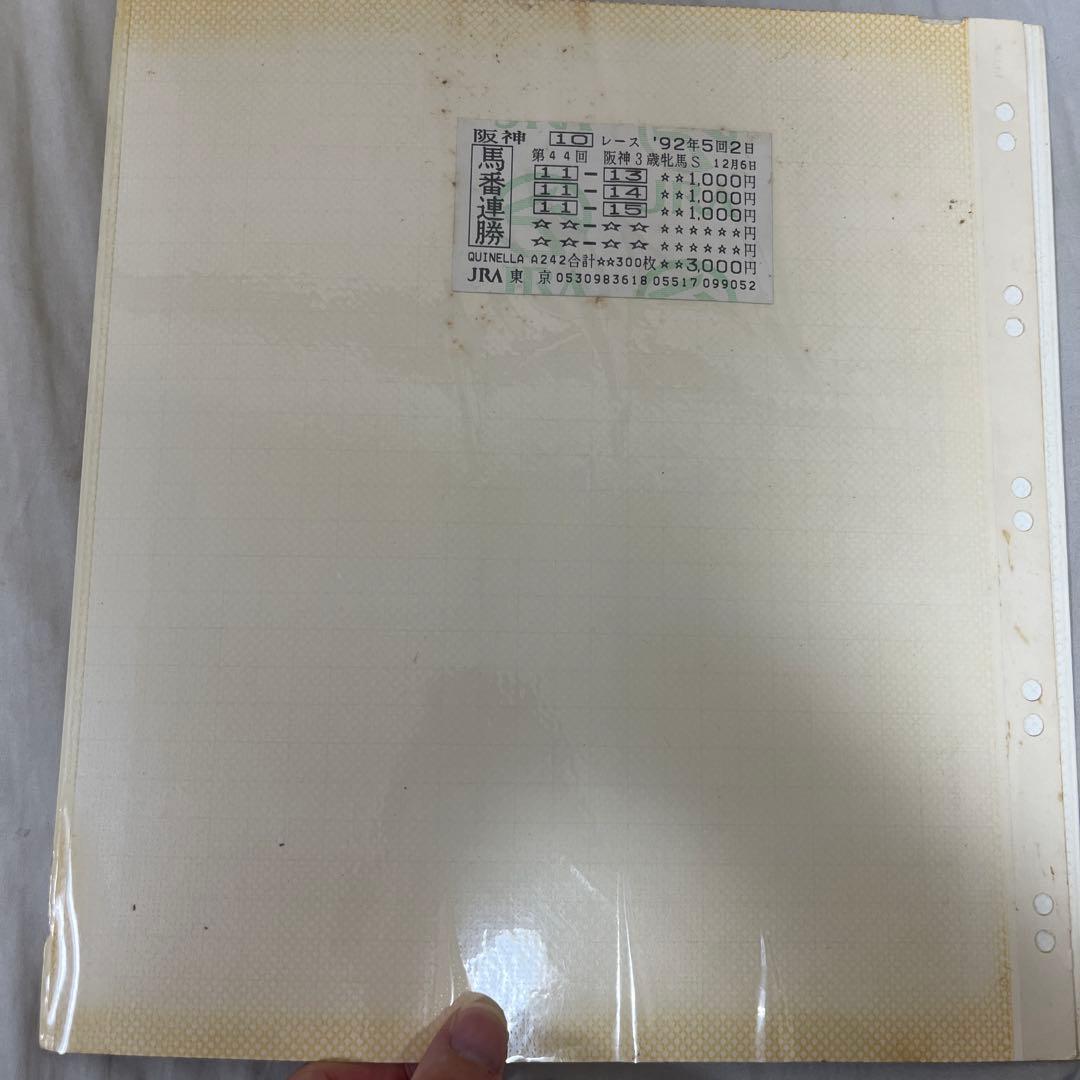 阪神 10 レース '92年5回2日
馬番連勝
第44回 阪神3歳牝馬S 12月6日
11-13 ☆☆1,000円
11-14 ☆☆1,000円
11-15 ☆☆1,000円
☆☆-☆☆ ☆☆☆☆☆☆円
☆☆-☆☆ ☆☆☆☆☆☆円
QUINELLA A242合計☆☆300枚☆☆3,000円
JRA 東 京 0530983618 05517 099052